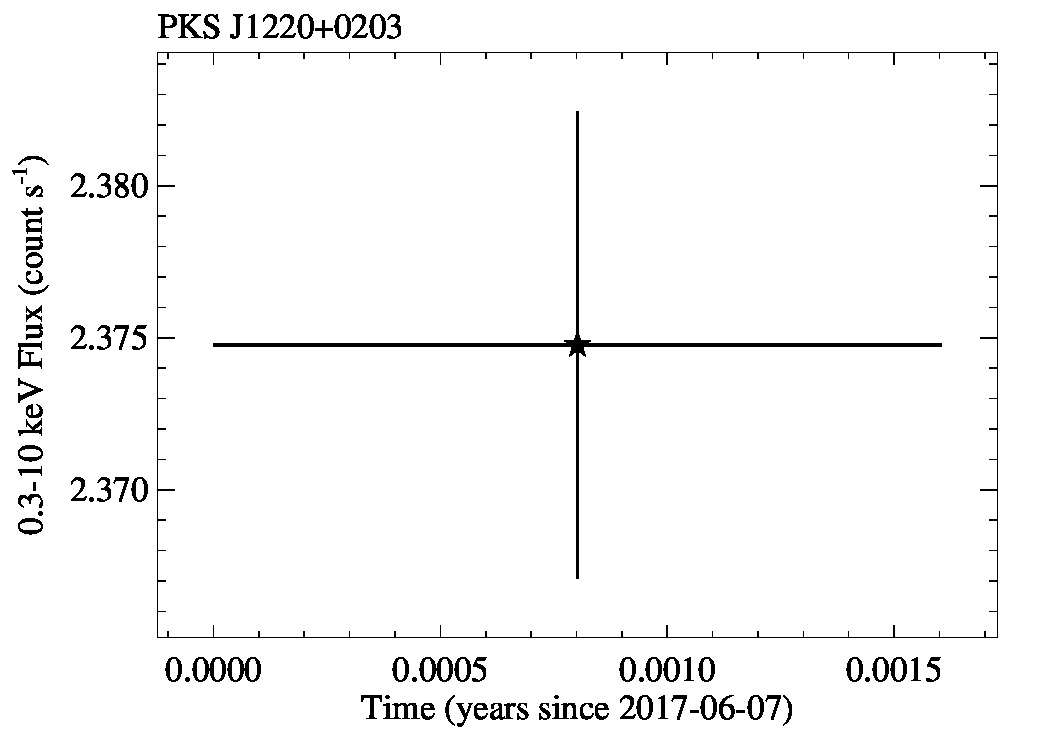 PKS J1220+0203
2.380
2.375
2.370
0.3-10 keV Flux (count s⁻¹)
0.0000 0.0005 0.0010 0.0015
Time (years since 2017-06-07)